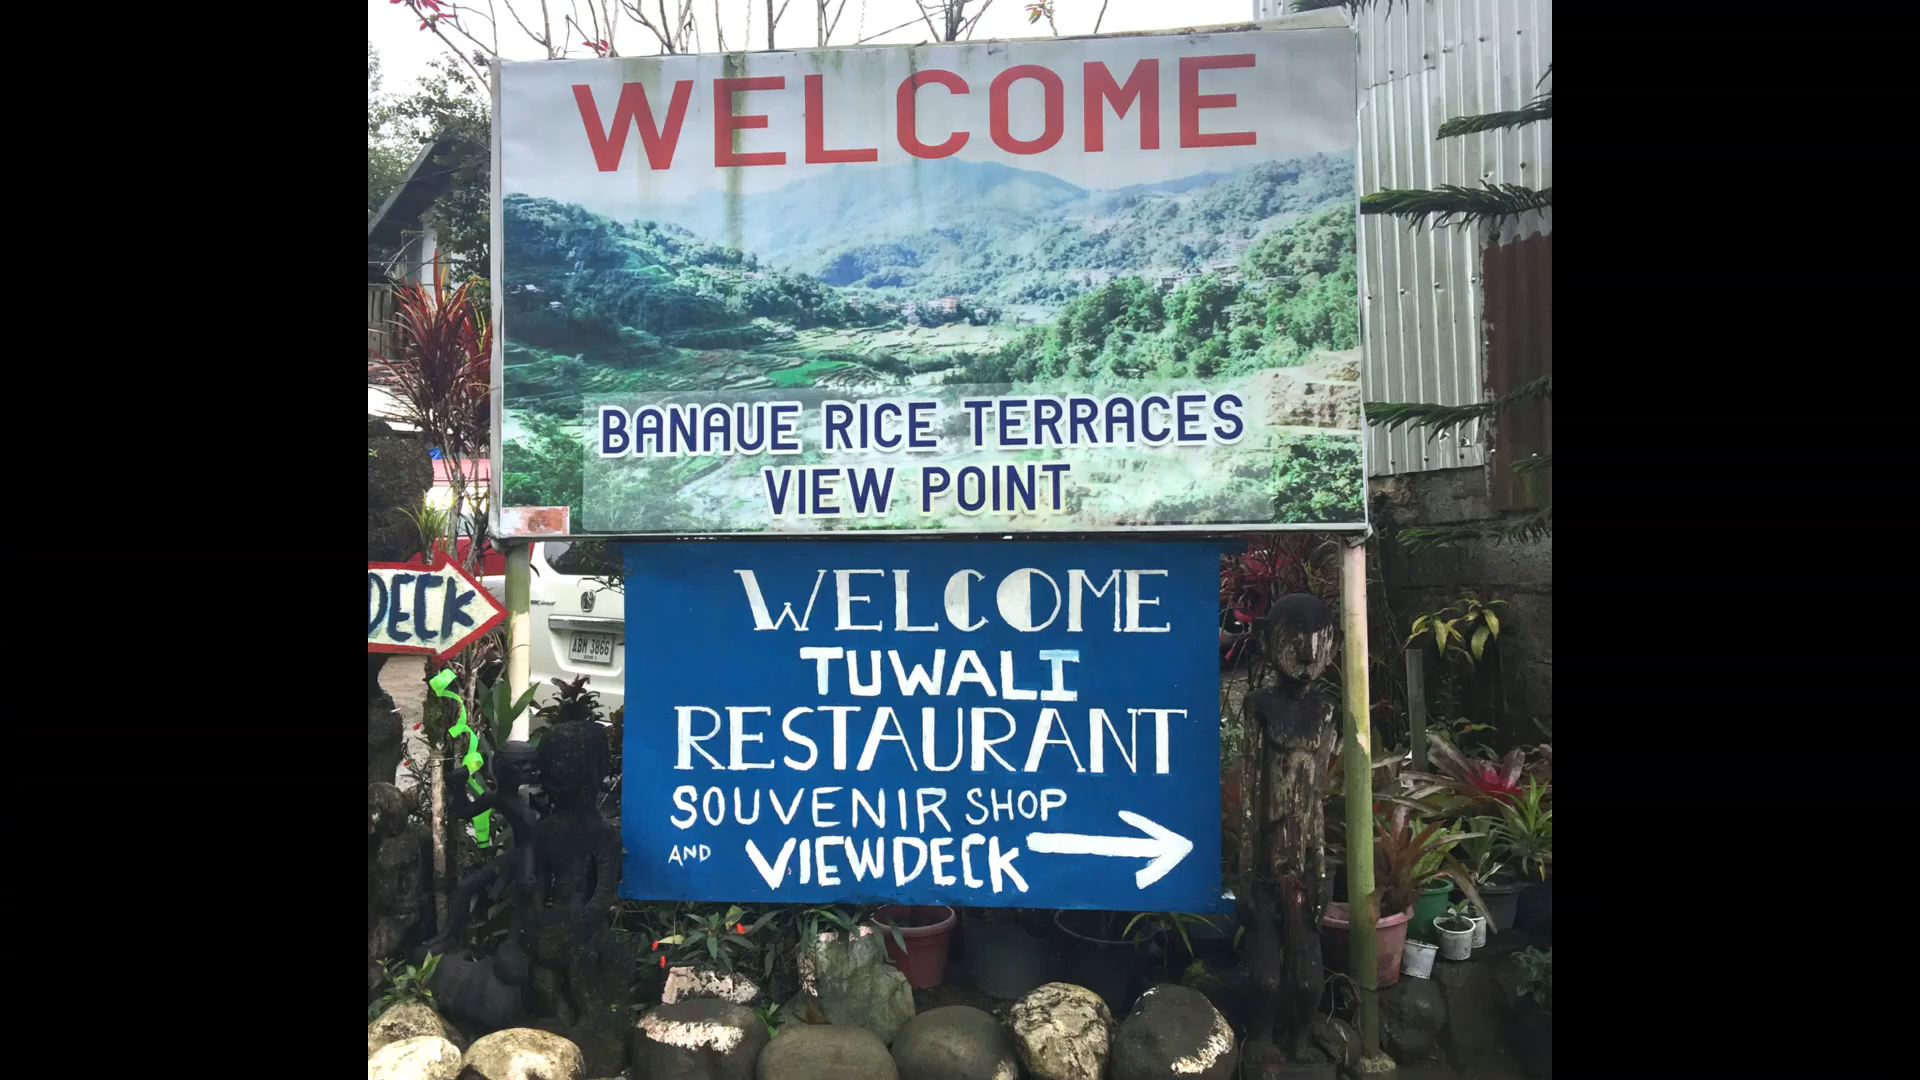 WELCOME
BANAUE RICE TERRACES
VIEW POINT
DECK
ABM 3866
WELCOME
TUWALI
RESTAURANT
SOUVENIR SHOP
AND VIEWDECK